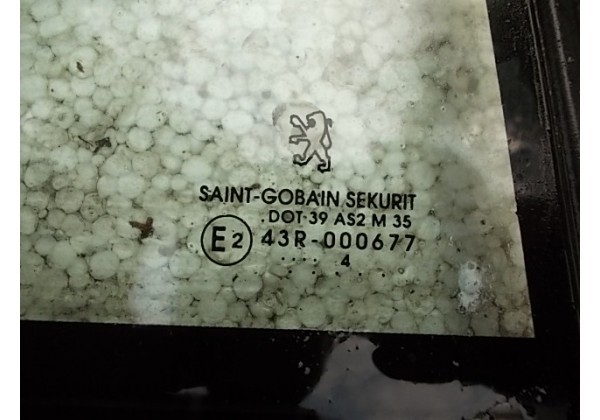 SAINT-GOBAIN SEKURIT
.DOT 39 AS2 M 35
E2 43R-000677
.... 4